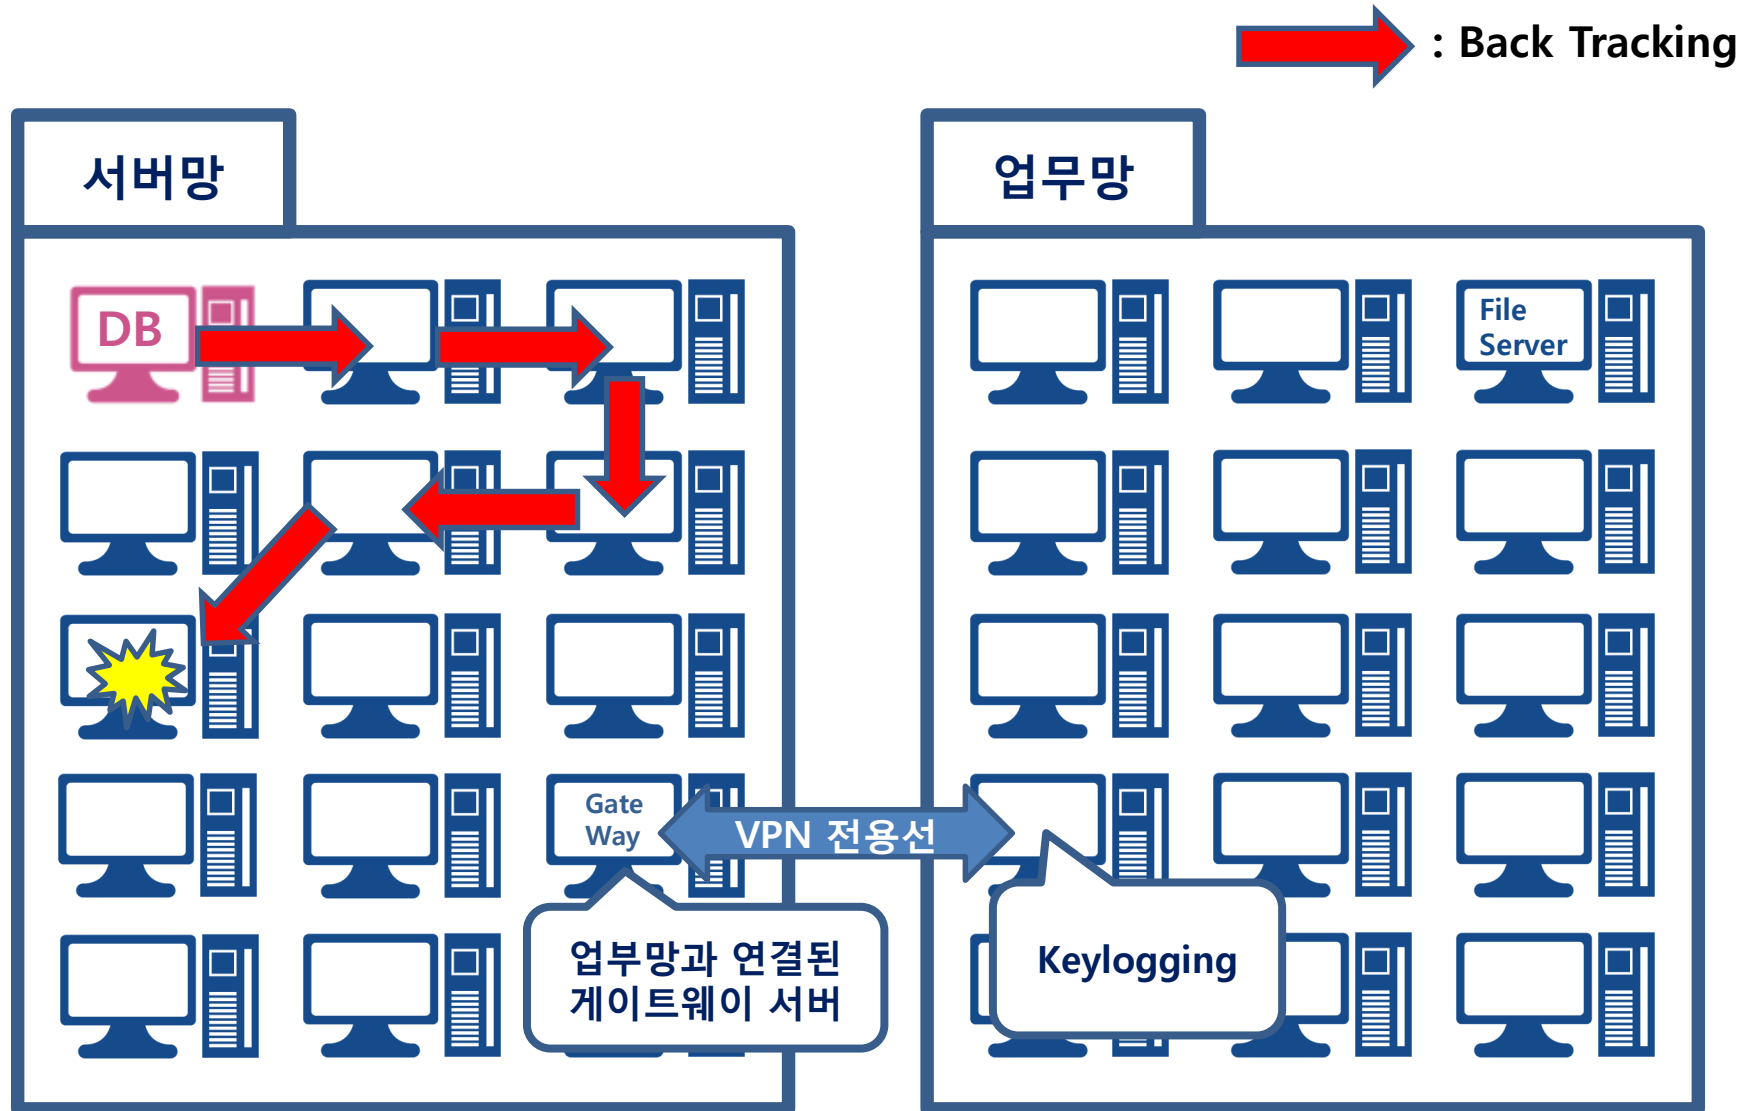 : Back Tracking
서버망
업무망
DB
File
Server
Gate
Way
VPN 전용선
업부망과 연결된
게이트웨이 서버
Keylogging